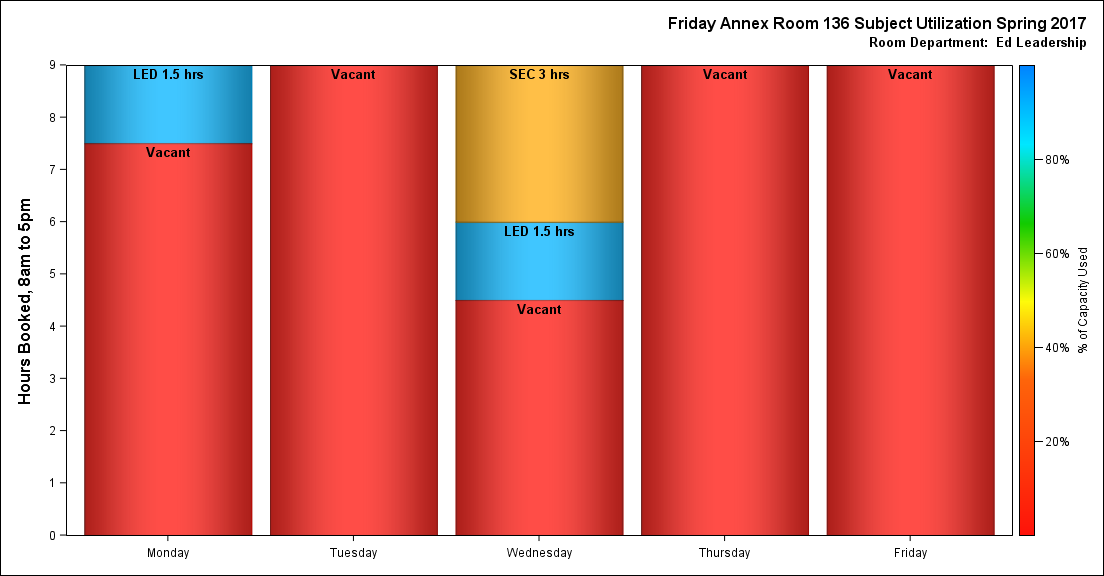 Friday Annex Room 136 Subject Utilization Spring 2017
Room Department:  Ed Leadership
Hours Booked, 8am to 5pm
9
8
7
6
5
4
3
2
1
0
LED 1.5 hrs
Vacant
Vacant
SEC 3 hrs
LED 1.5 hrs
Vacant
Vacant
Vacant
Monday
Tuesday
Wednesday
Thursday
Friday
80%
60%
40%
20%
% of Capacity Used